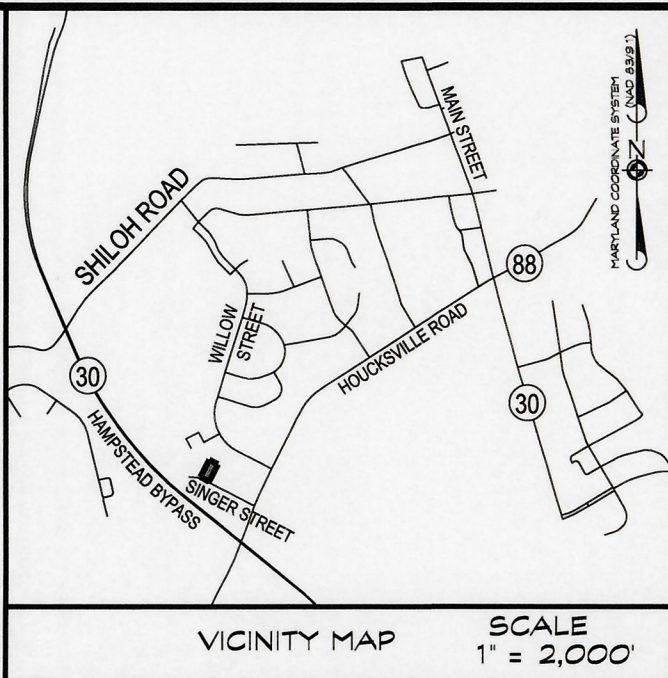 MARYLAND COORDINATE SYSTEM
(NAD 83/91)
N
MAIN STREET
SHILOH ROAD
88
WILLOW
STREET
HOUCKSVILLE ROAD
30
30
HAMPSTEAD BYPASS
SINGER STREET
VICINITY MAP
SCALE
1" = 2,000'